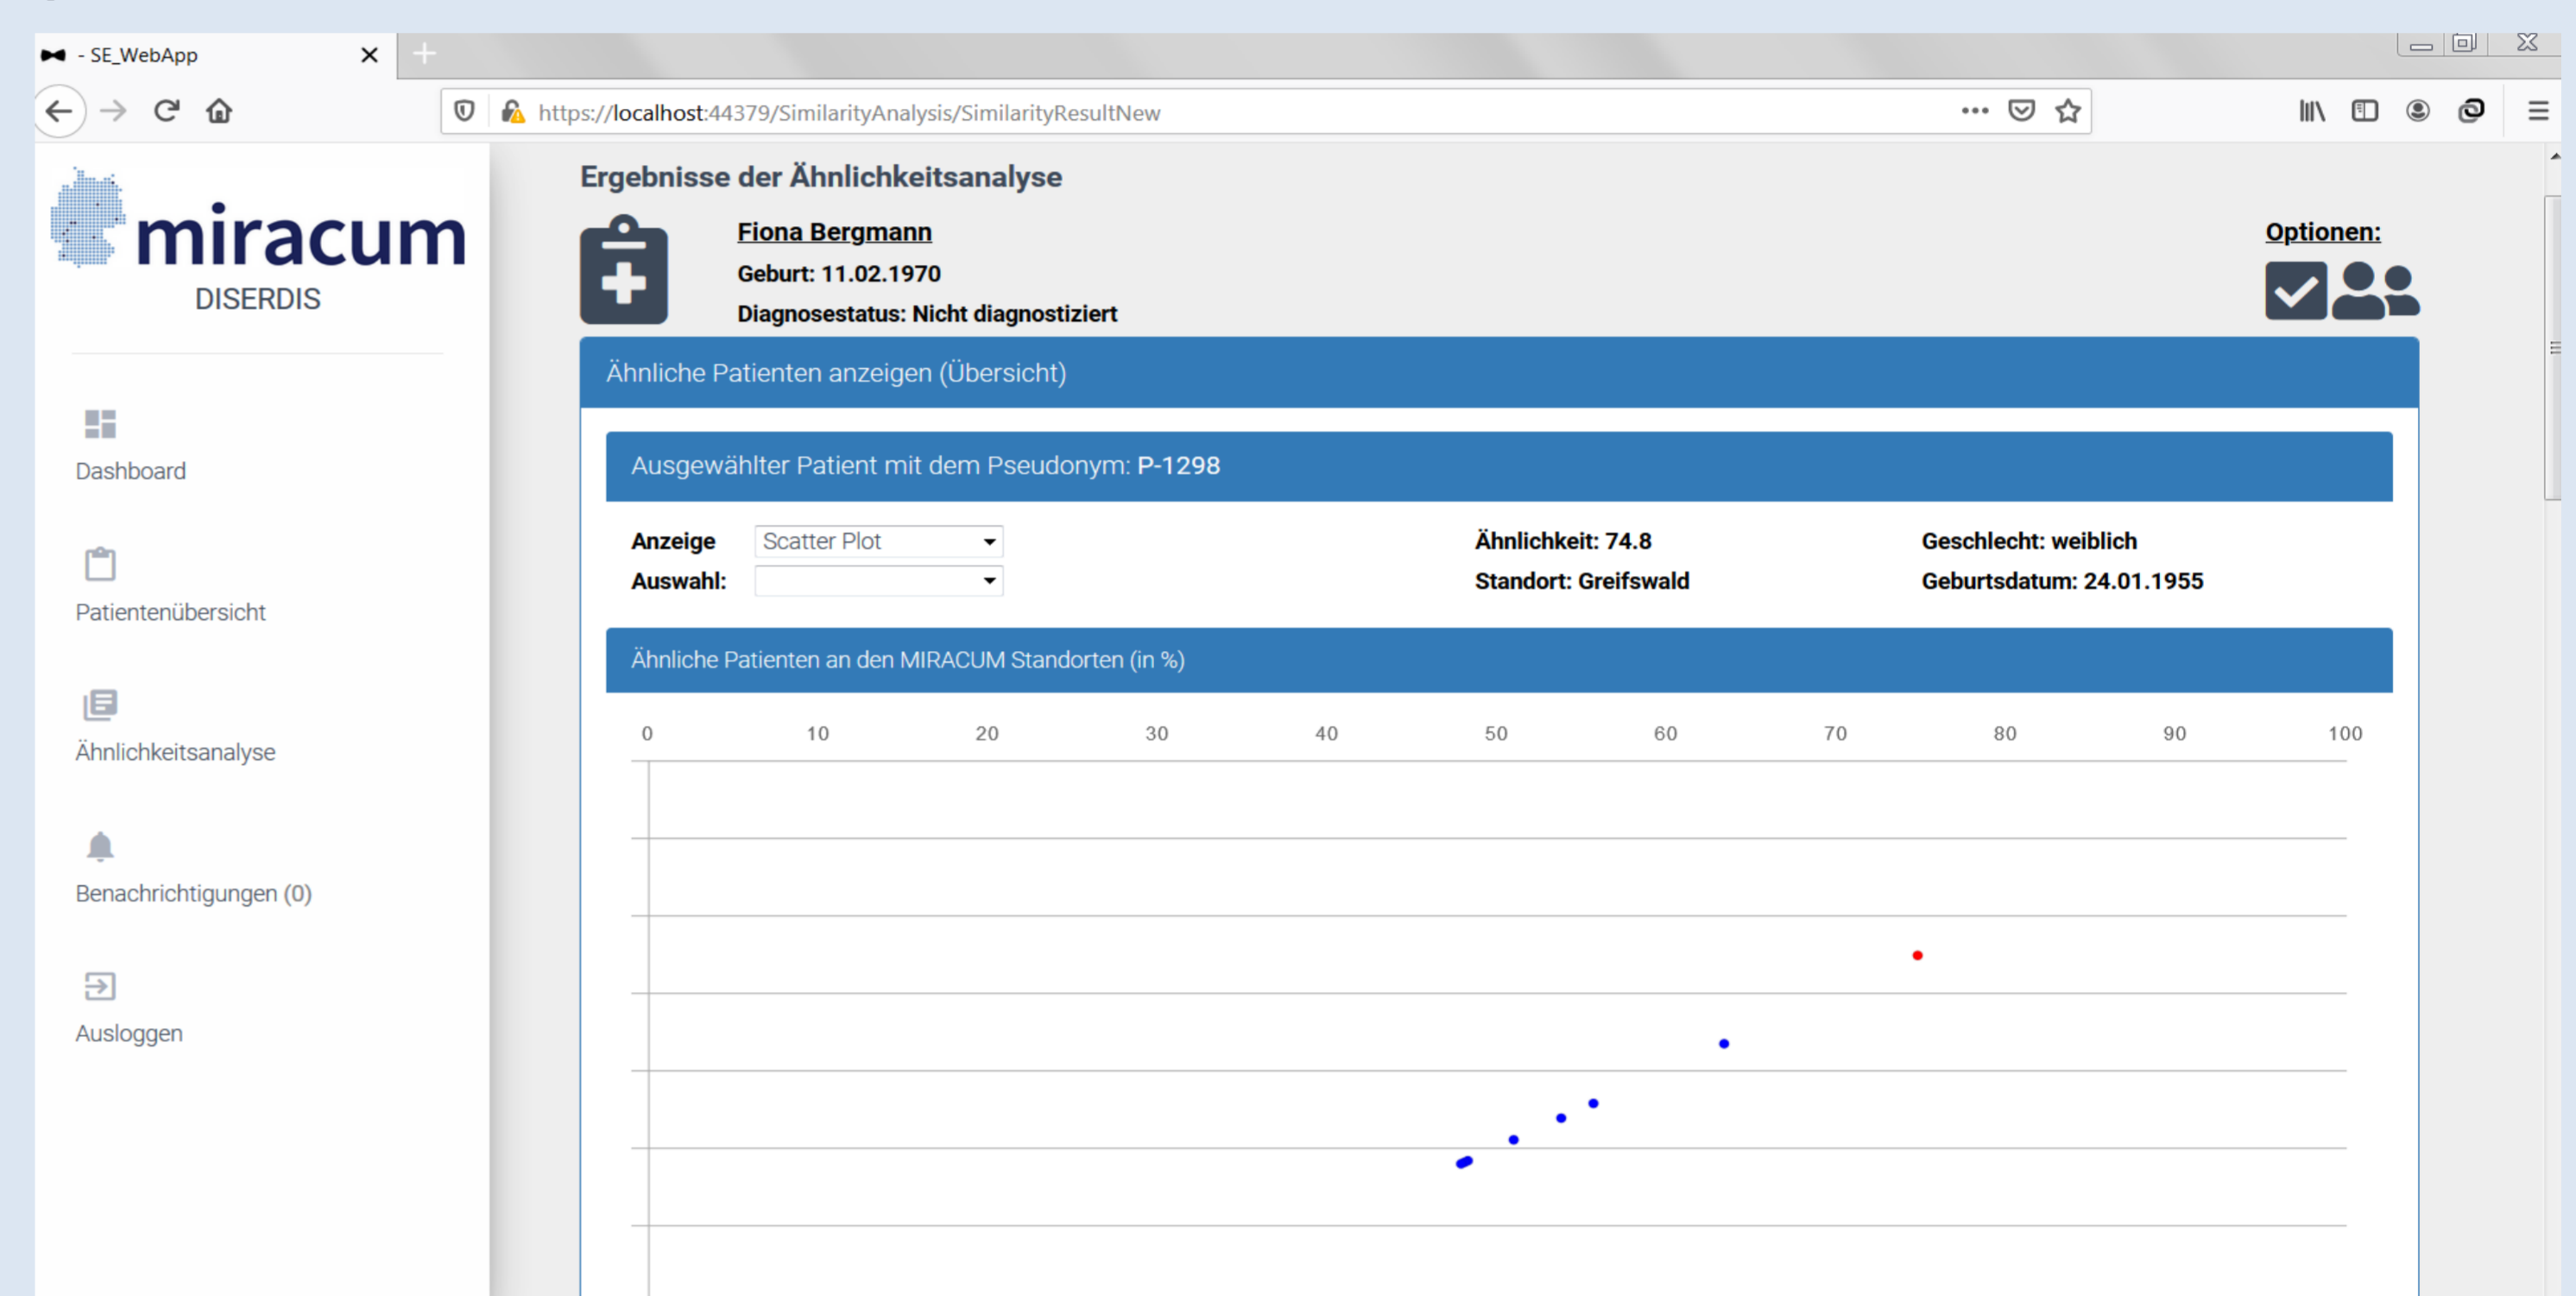 - SE_WebApp
https://localhost:44379/SimilarityAnalysis/SimilarityResultNew
miracum
DISERDIS
Dashboard
Patientenübersicht
Ähnlichkeitsanalyse
Benachrichtigungen (0)
Ausloggen
Ergebnisse der Ähnlichkeitsanalyse
Fiona Bergmann
Geburt: 11.02.1970
Diagnosestatus: Nicht diagnostiziert
Optionen:
Ähnliche Patienten anzeigen (Übersicht)
Ausgewählter Patient mit dem Pseudonym: P-1298
Anzeige Scatter Plot
Auswahl:
Ähnlichkeit: 74.8
Standort: Greifswald
Geschlecht: weiblich
Geburtsdatum: 24.01.1955
Ähnliche Patienten an den MIRACUM Standorten (in %)
0 10 20 30 40 50 60 70 80 90 100